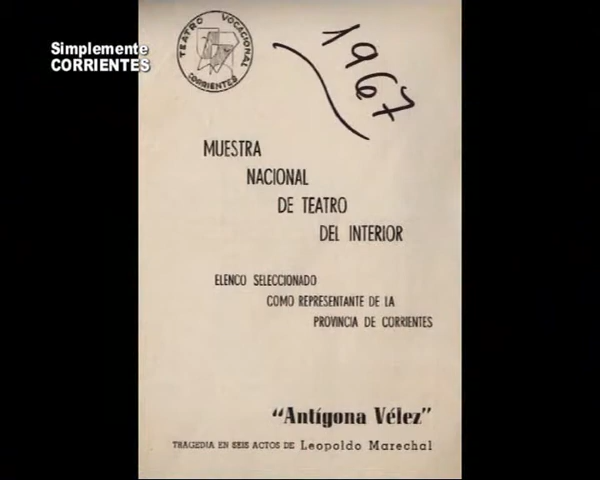 Simplemente
CORRIENTES
TEATRO VOCACIONAL
CORRIENTES
1967
MUESTRA
NACIONAL
DE TEATRO
DEL INTERIOR
ELENCO SELECCIONADO
COMO REPRESENTANTE DE LA
PROVINCIA DE CORRIENTES
"Antígona Vélez"
TRAGEDIA EN SEIS ACTOS DE Leopoldo Marechal